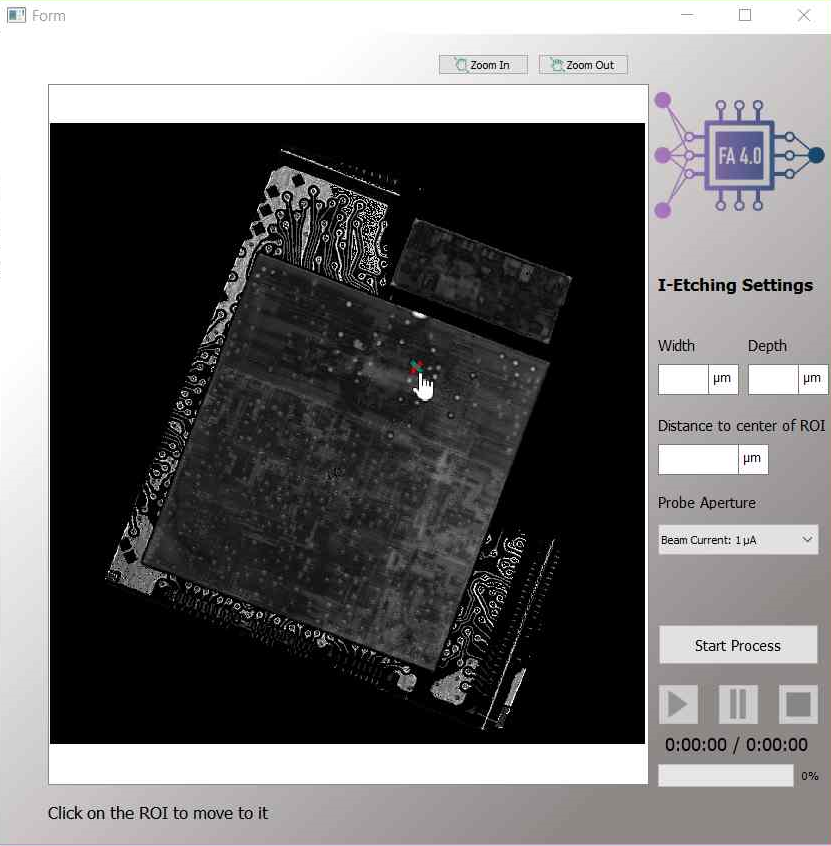 Form
Zoom In
Zoom Out
FA 4.0
I-Etching Settings
Width
Depth
µm
µm
Distance to center of ROI
µm
Probe Aperture
Beam Current: 1 µA
Start Process
0:00:00 / 0:00:00
0%
Click on the ROI to move to it